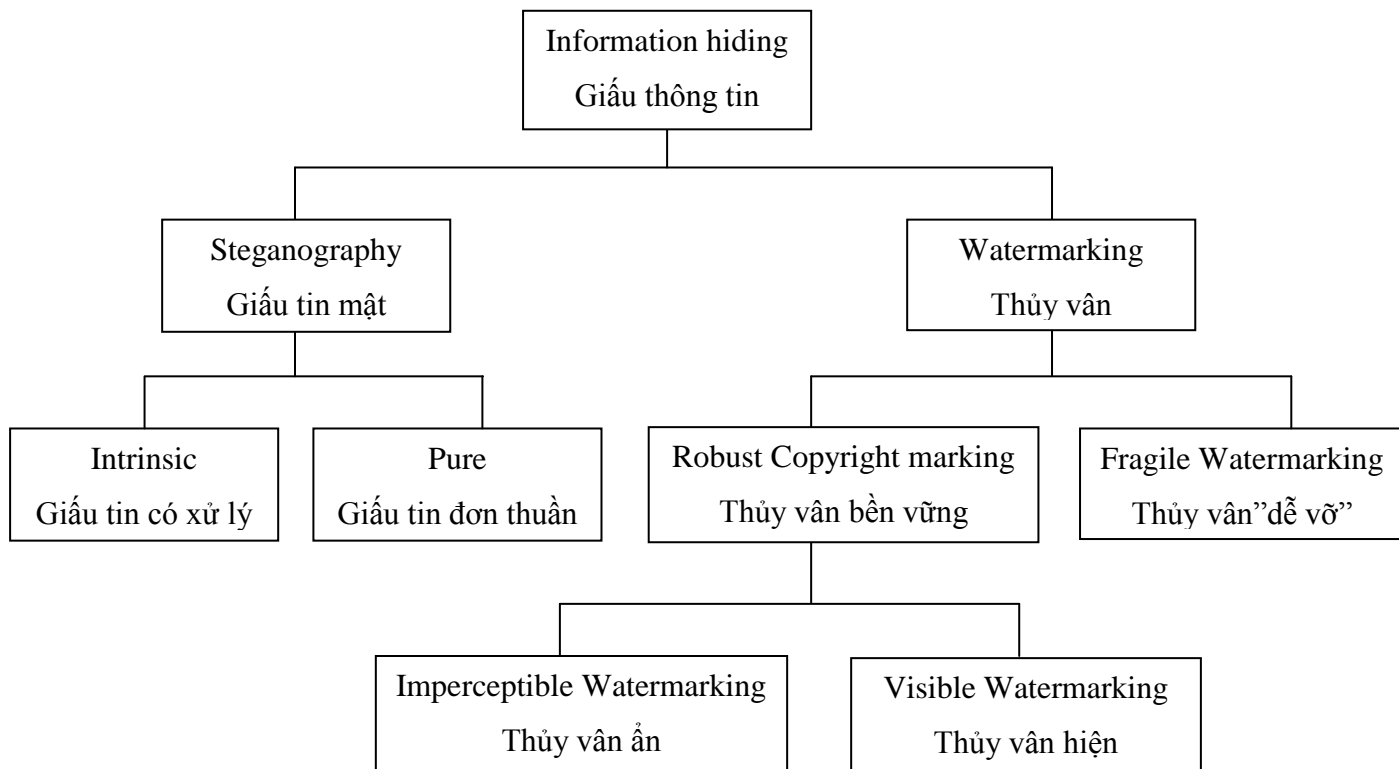 Information hiding
Giấu thông tin
Steganography
Giấu tin mật
Watermarking
Thủy vân
Intrinsic
Giấu tin có xử lý
Pure
Giấu tin đơn thuần
Robust Copyright marking
Thủy vân bền vững
Fragile Watermarking
Thủy vân”dễ vỡ”
Imperceptible Watermarking
Thủy vân ẩn
Visible Watermarking
Thủy vân hiện